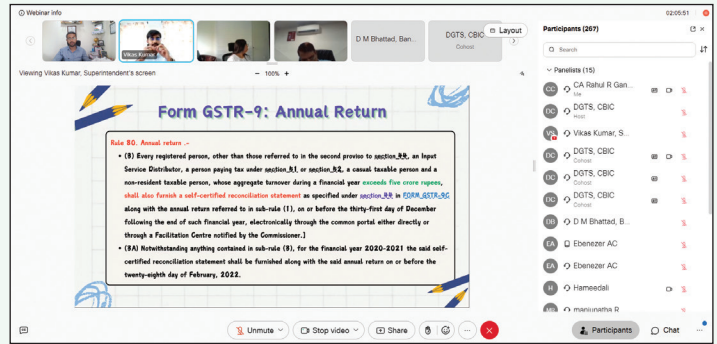 Webinar info
02:05:51
Layout
Vikas Kumar
D M Bhattad, Ban...
DGTS, CBIC
Cohost
Viewing Vikas Kumar, Superintendent's screen
− 100% +
Form GSTR-9: Annual Return
Rule 80. Annual return .-
• (3) Every registered person, other than those referred to in the second proviso to section 44, an Input
Service Distributor, a person paying tax under section 51 or section 52, a casual taxable person and a
non-resident taxable person, whose aggregate turnover during a financial year exceeds five crore rupees,
shall also furnish a self-certified reconciliation statement as specified under section 44 in FORM GSTR-9C
along with the annual return referred to in sub-rule (1), on or before the thirty-first day of December
following the end of such financial year, electronically through the common portal either directly or
through a Facilitation Centre notified by the Commissioner.]
• (3A) Notwithstanding anything contained in sub-rule (3), for the financial year 2020-2021 the said self-
certified reconciliation statement shall be furnished along with the said annual return on or before the
twenty-eighth day of February, 2022.
Participants (267)
Search
Panelists (15)
CC CA Rahul R Gan...
Me
DC DGTS, CBIC
Host
Vikas Kumar, S...
DC DGTS, CBIC
Cohost
DC DGTS, CBIC
Cohost
DC DGTS, CBIC
Cohost
DB D M Bhattad, B...
EA Ebenezer AC
EA Ebenezer AC
H Hameedali
manjunatha R
Unmute
Stop video
Share
Participants
Chat